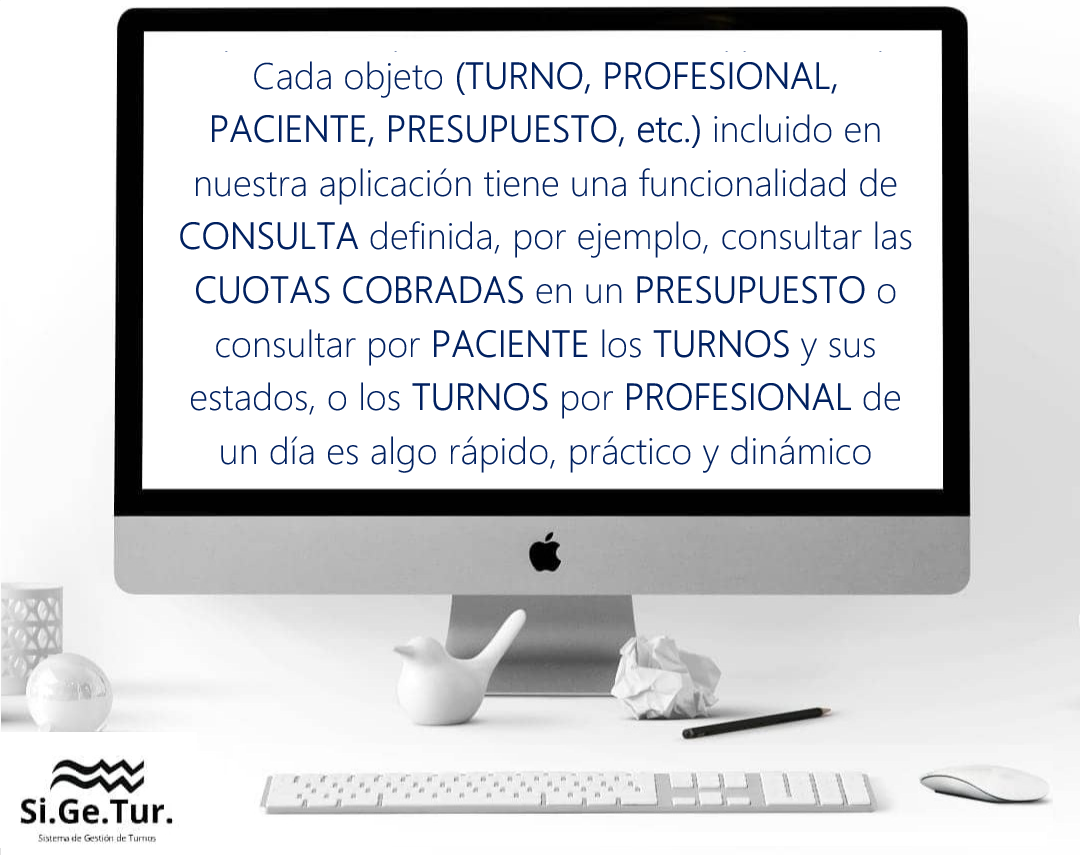 Cada objeto (TURNO, PROFESIONAL,
PACIENTE, PRESUPUESTO, etc.) incluido en
nuestra aplicación tiene una funcionalidad de
CONSULTA definida, por ejemplo, consultar las
CUOTAS COBRADAS en un PRESUPUESTO o
consultar por PACIENTE los TURNOS y sus
estados, o los TURNOS por PROFESIONAL de
un día es algo rápido, práctico y dinámico
Si.Ge.Tur.
Sistema de Gestión de Turnos